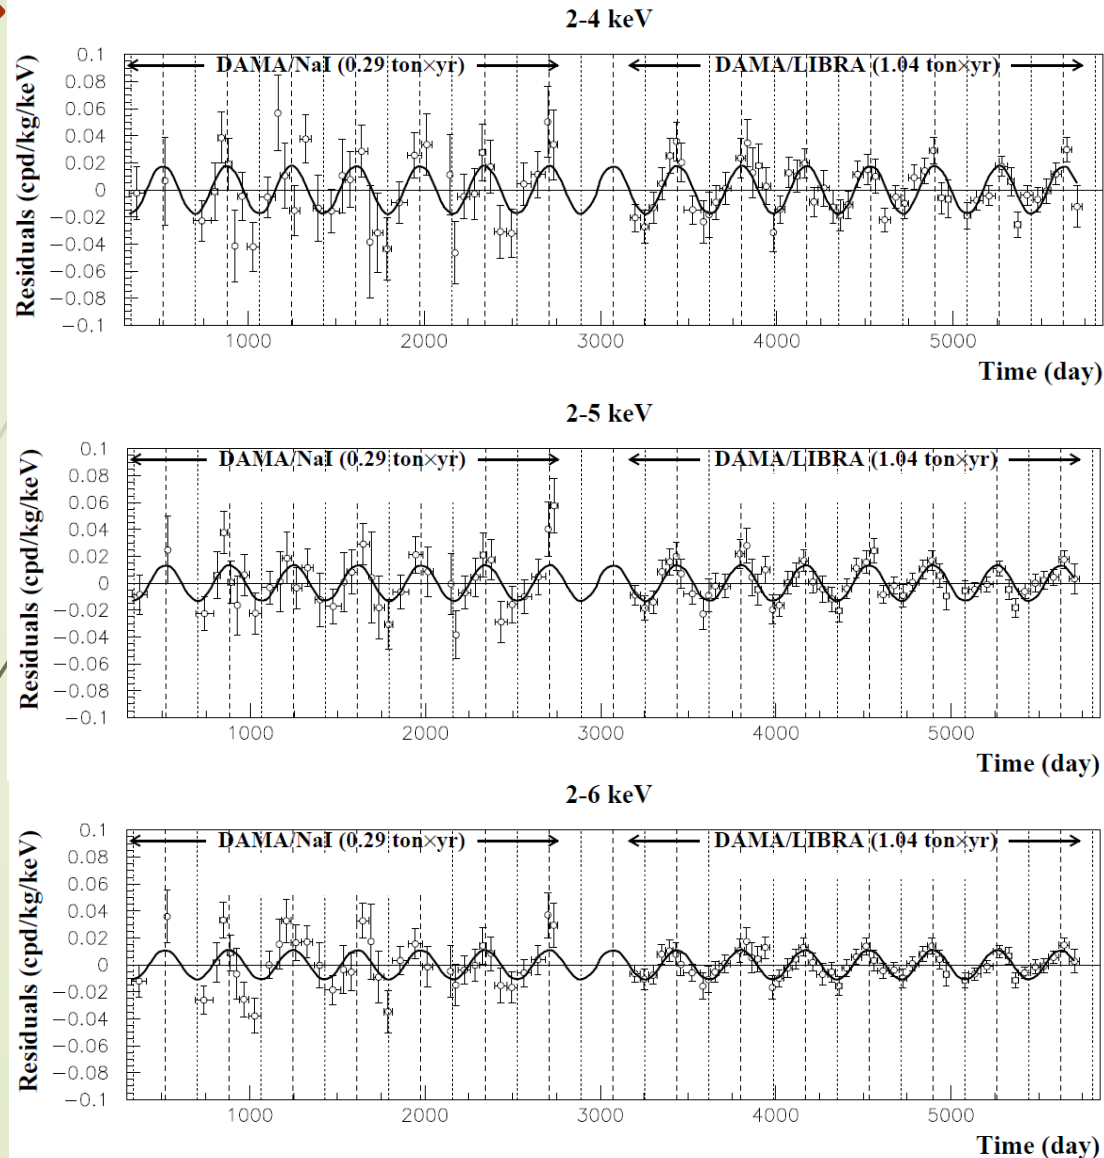 2-4 keV
Residuals (cpd/kg/keV)
0.1
0.08
0.06
0.04
0.02
0
−0.02
−0.04
−0.06
−0.08
−0.1
DAMA/NaI (0.29 ton×yr)
DAMA/LIBRA (1.04 ton×yr)
1000 2000 3000 4000 5000
Time (day)
2-5 keV
Residuals (cpd/kg/keV)
0.1
0.08
0.06
0.04
0.02
0
−0.02
−0.04
−0.06
−0.08
−0.1
DAMA/NaI (0.29 ton×yr)
DAMA/LIBRA (1.04 ton×yr)
1000 2000 3000 4000 5000
Time (day)
2-6 keV
Residuals (cpd/kg/keV)
0.1
0.08
0.06
0.04
0.02
0
−0.02
−0.04
−0.06
−0.08
−0.1
DAMA/NaI (0.29 ton×yr)
DAMA/LIBRA (1.04 ton×yr)
1000 2000 3000 4000 5000
Time (day)